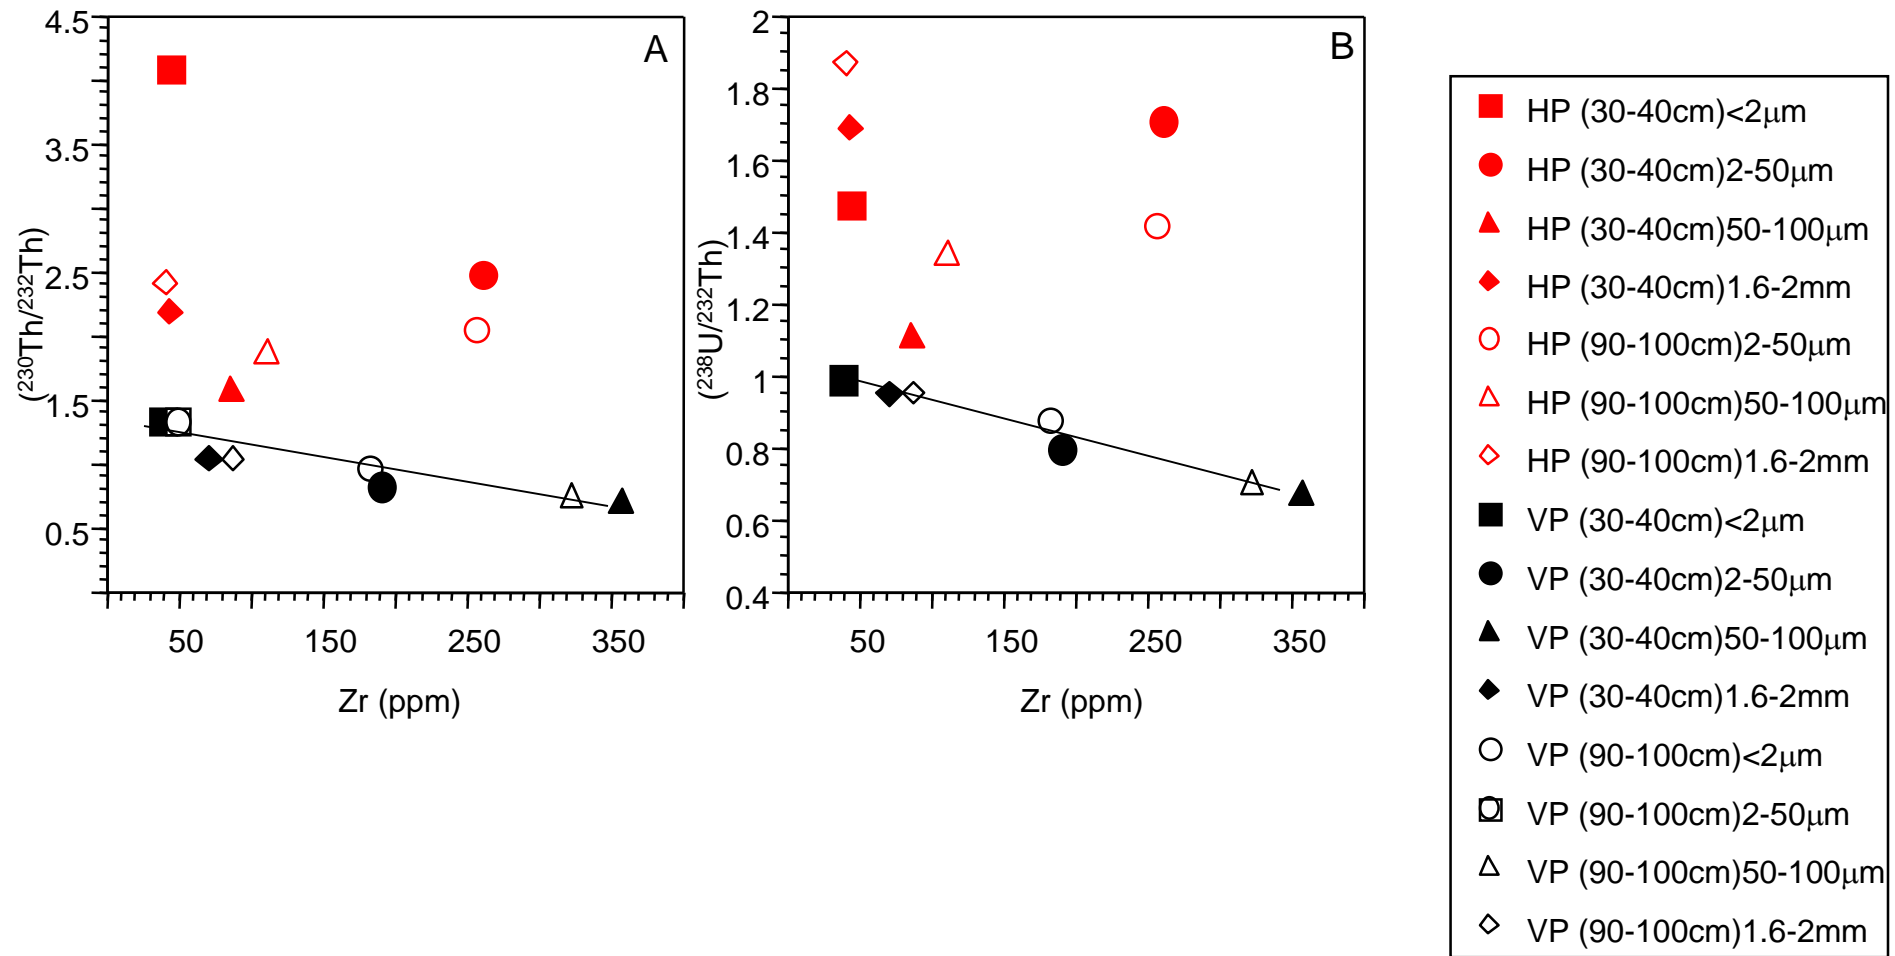 4.5
3.5
2.5
1.5
0.5
(230Th/232Th)
A
50 150 250 350
Zr (ppm)
2
1.8
1.6
1.4
1.2
1
0.8
0.6
0.4
(238U/232Th)
B
50 150 250 350
Zr (ppm)
HP (30-40cm)<2μm
HP (30-40cm)2-50μm
HP (30-40cm)50-100μm
HP (30-40cm)1.6-2mm
HP (90-100cm)2-50μm
HP (90-100cm)50-100μm
HP (90-100cm)1.6-2mm
VP (30-40cm)<2μm
VP (30-40cm)2-50μm
VP (30-40cm)50-100μm
VP (30-40cm)1.6-2mm
VP (90-100cm)<2μm
VP (90-100cm)2-50μm
VP (90-100cm)50-100μm
VP (90-100cm)1.6-2mm